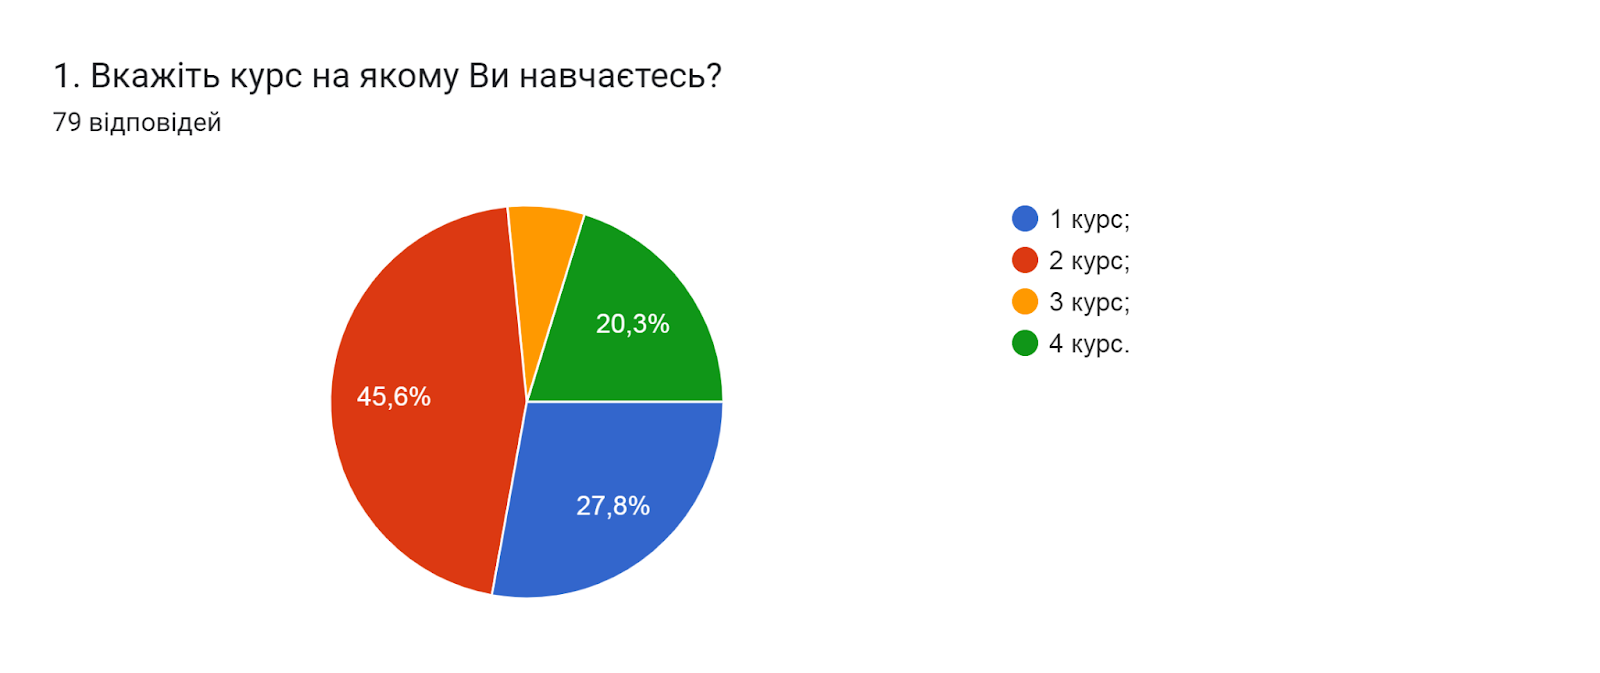 1. Вкажіть курс на якому Ви навчаєтесь?
79 відповідей
1 курс;
2 курс;
3 курс;
4 курс.
20,3%
45,6%
27,8%